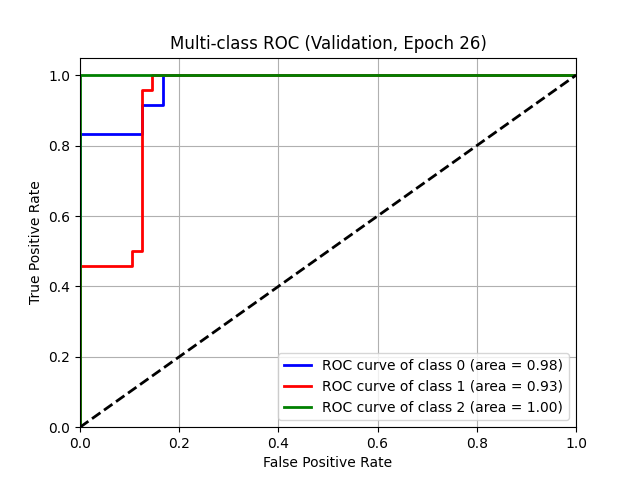 Multi-class ROC (Validation, Epoch 26)
1.0
0.8
0.6
0.4
0.2
0.0
True Positive Rate
ROC curve of class 0 (area = 0.98)
ROC curve of class 1 (area = 0.93)
ROC curve of class 2 (area = 1.00)
0.0 0.2 0.4 0.6 0.8 1.0
False Positive Rate